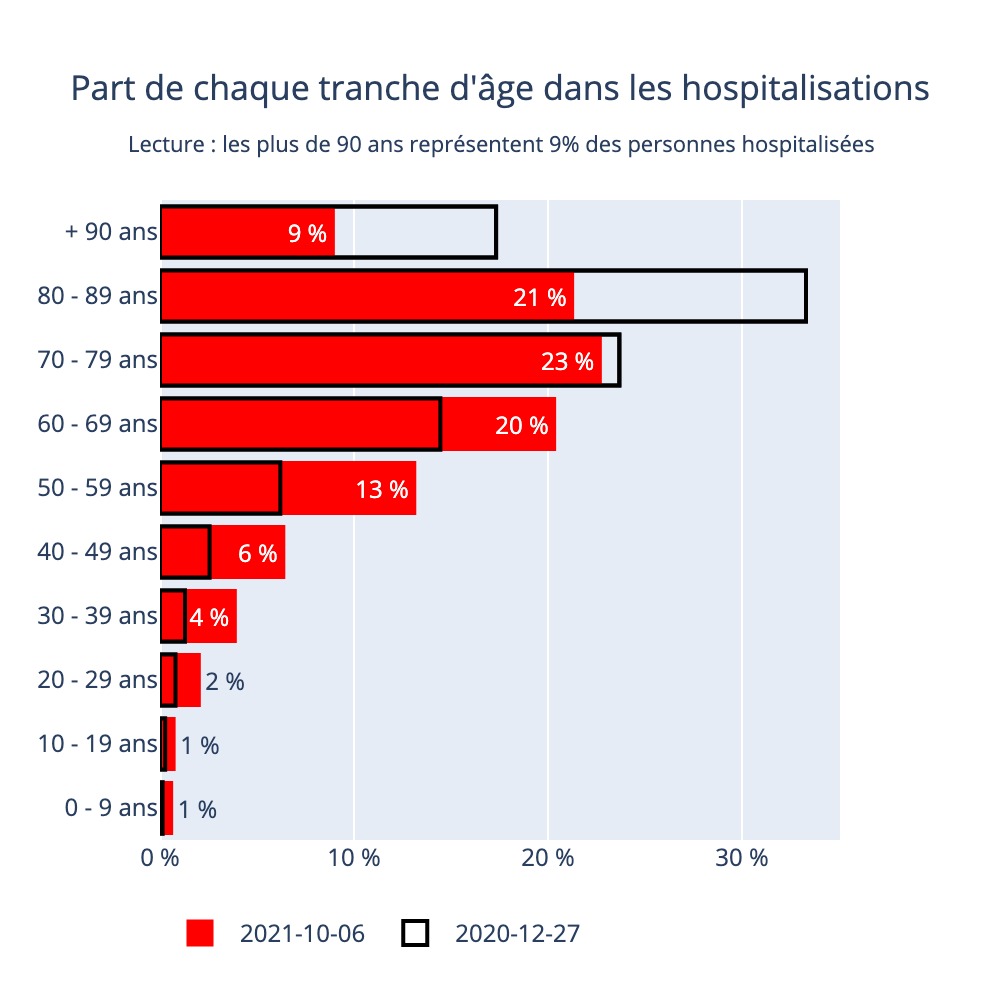 Part de chaque tranche d'âge dans les hospitalisations
Lecture : les plus de 90 ans représentent 9% des personnes hospitalisées
+ 90 ans 9 %
80 - 89 ans 21 %
70 - 79 ans 23 %
60 - 69 ans 20 %
50 - 59 ans 13 %
40 - 49 ans 6 %
30 - 39 ans 4 %
20 - 29 ans 2 %
10 - 19 ans 1 %
0 - 9 ans 1 %
0 % 10 % 20 % 30 %
2021-10-06 2020-12-27